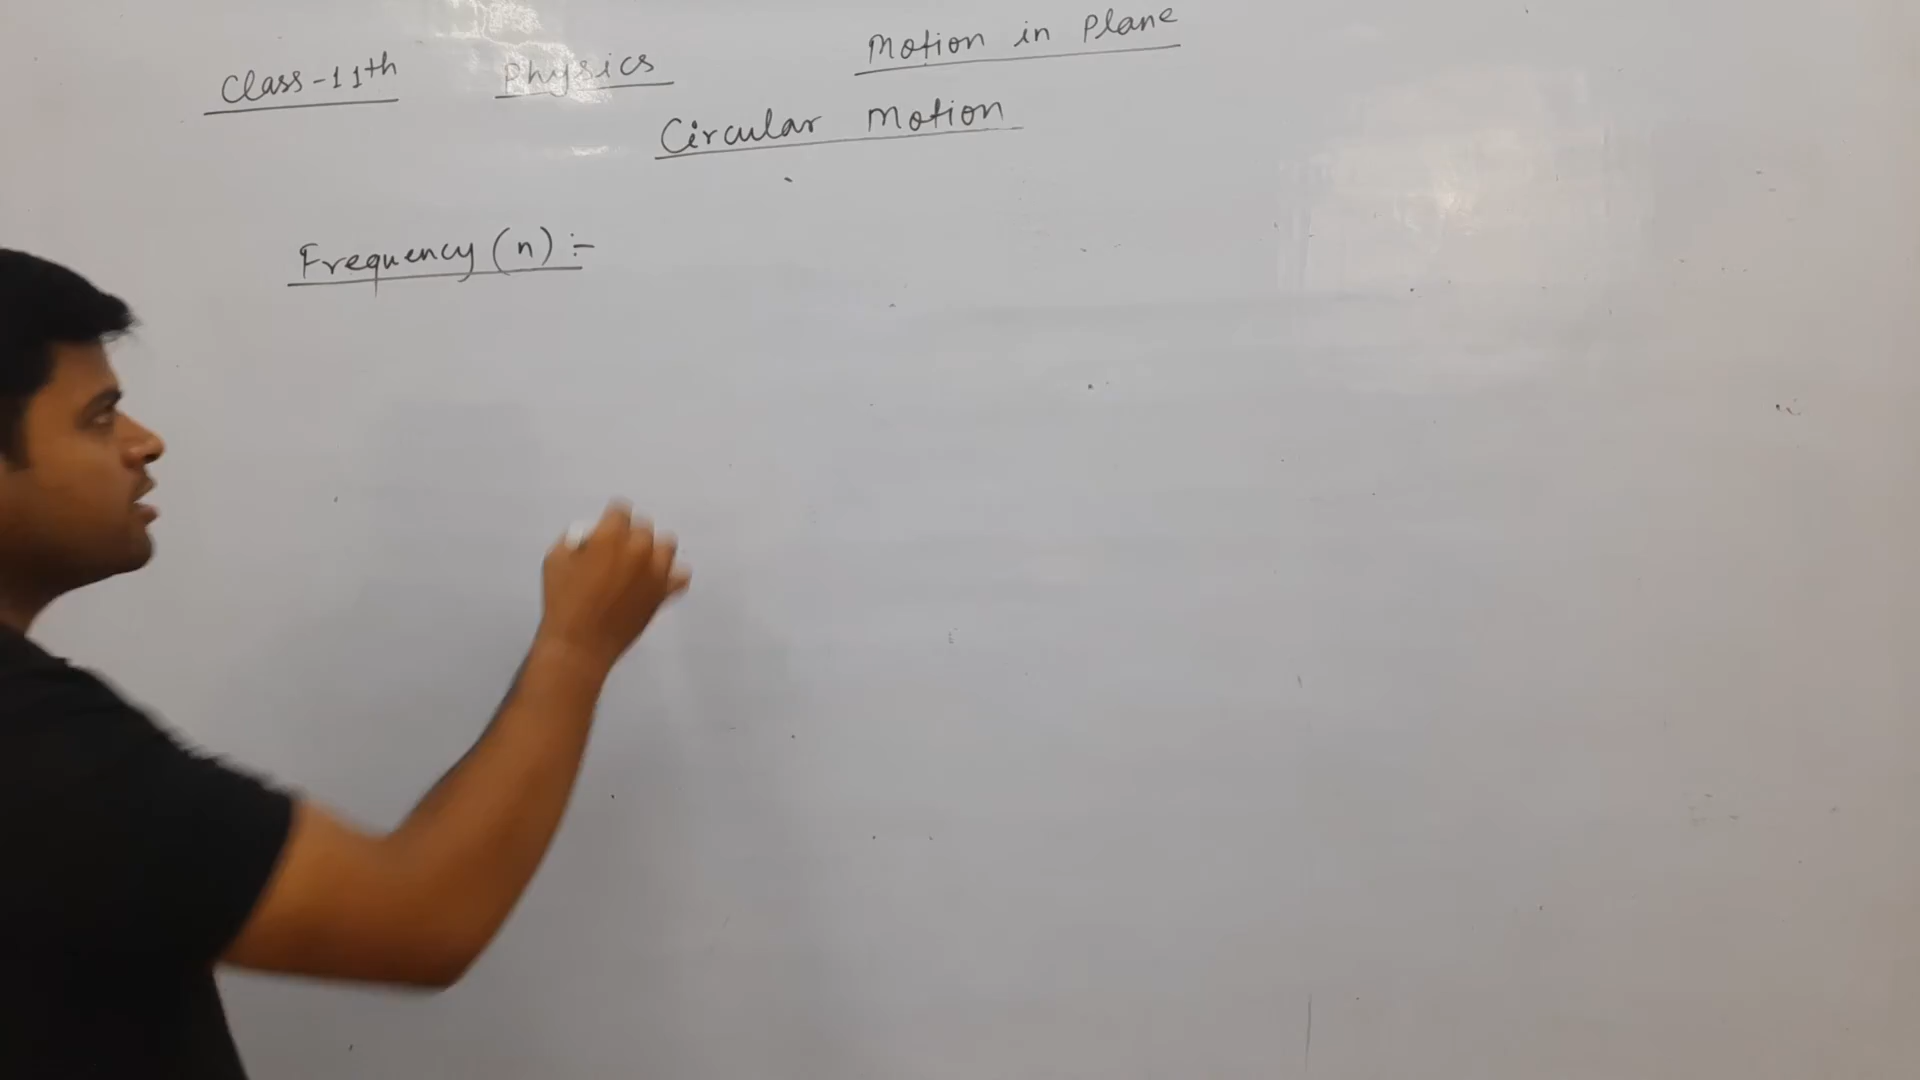 Class-11th Physics Motion in Plane
Circular Motion
Frequency (n) :-